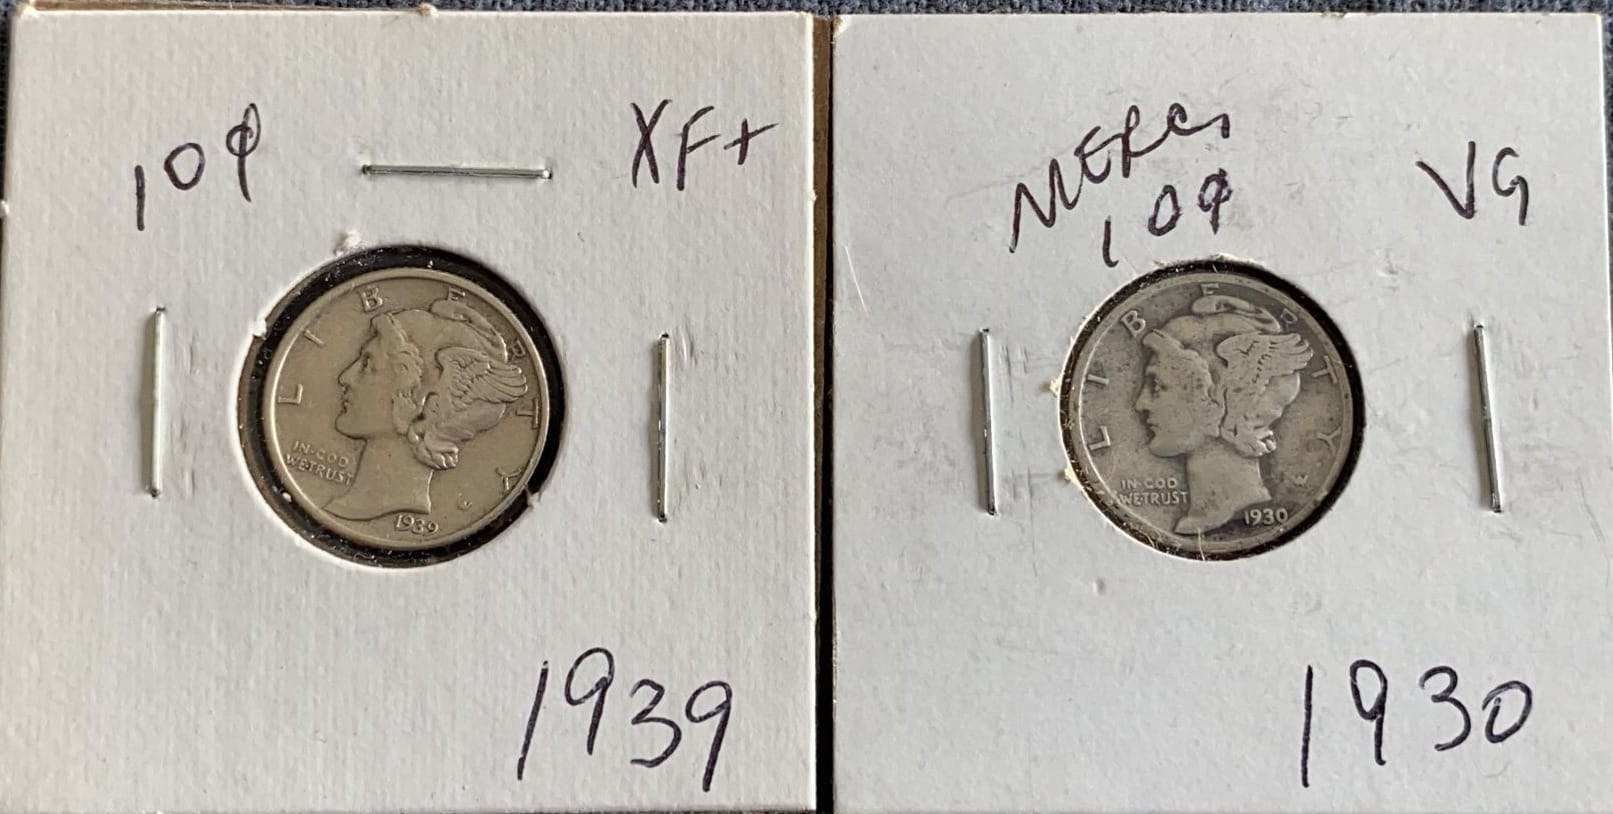 10¢ XF+
LIBERTY
IN·GOD
WE·TRUST
1939
1939
MERC
10¢
VG
LIBERTY
IN·GOD
WE·TRUST
1930
1930